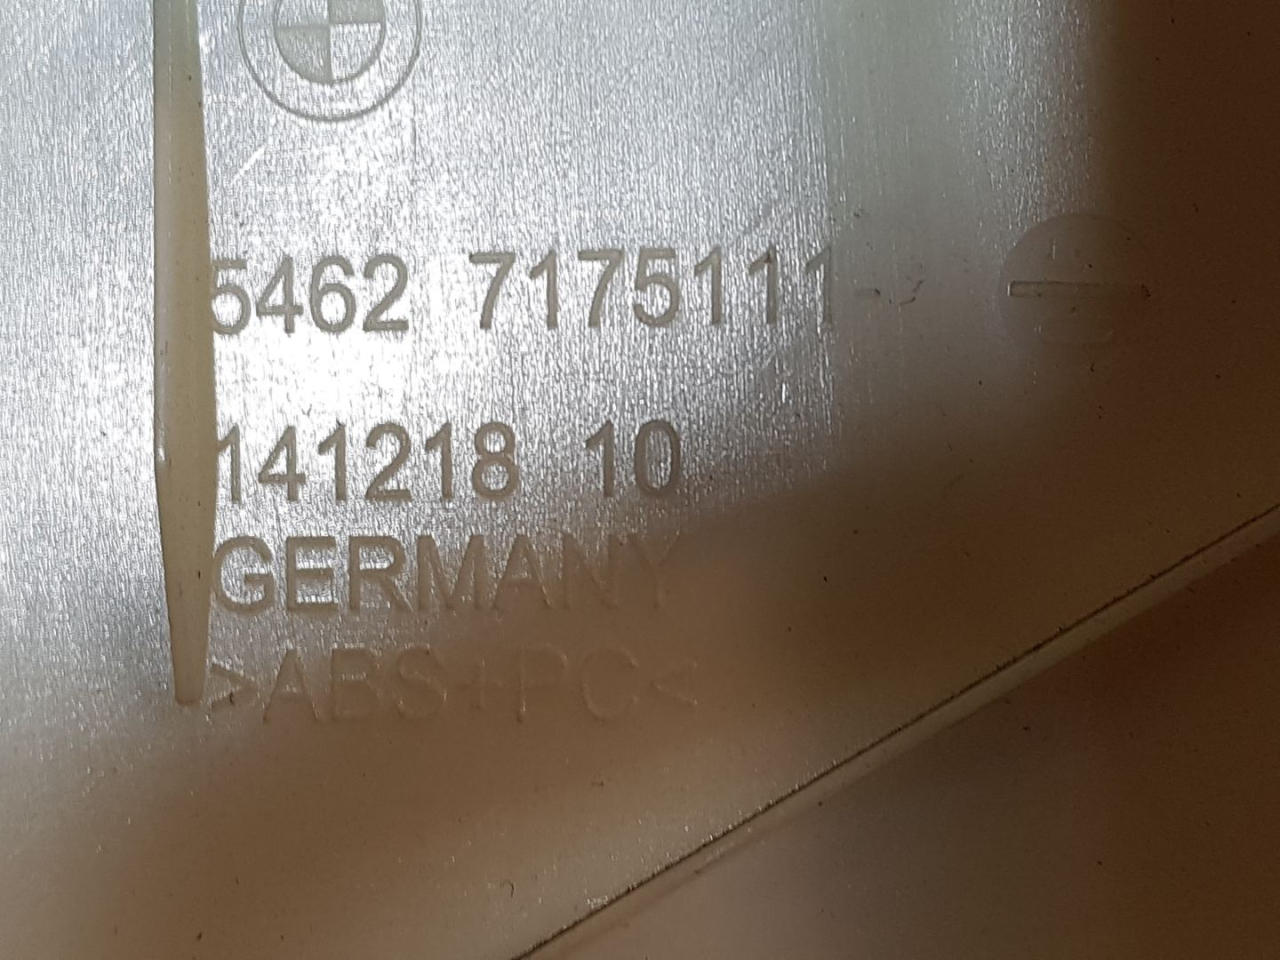 5462 7175111-
141218 10
GERMANY
>ABS+PC<